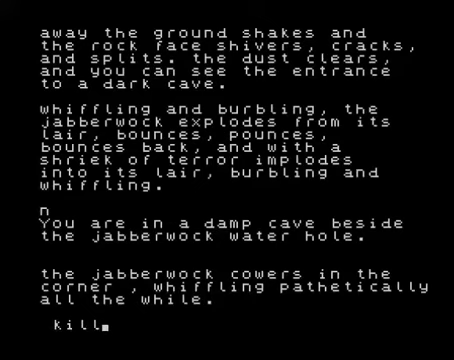 away the ground shakes and
the rock face shivers, cracks,
and splits. the dust clears,
and you can see the entrance
to a dark cave.
whiffling and burbling, the
jabberwock explodes from its
lair, bounces, pounces,
bounces back, and with a
shriek of terror implodes
into its lair, burbling and
whiffling.
n
You are in a damp cave beside
the jabberwock water hole.
the jabberwock cowers in the
corner , whiffling pathetically
all the while.
kill